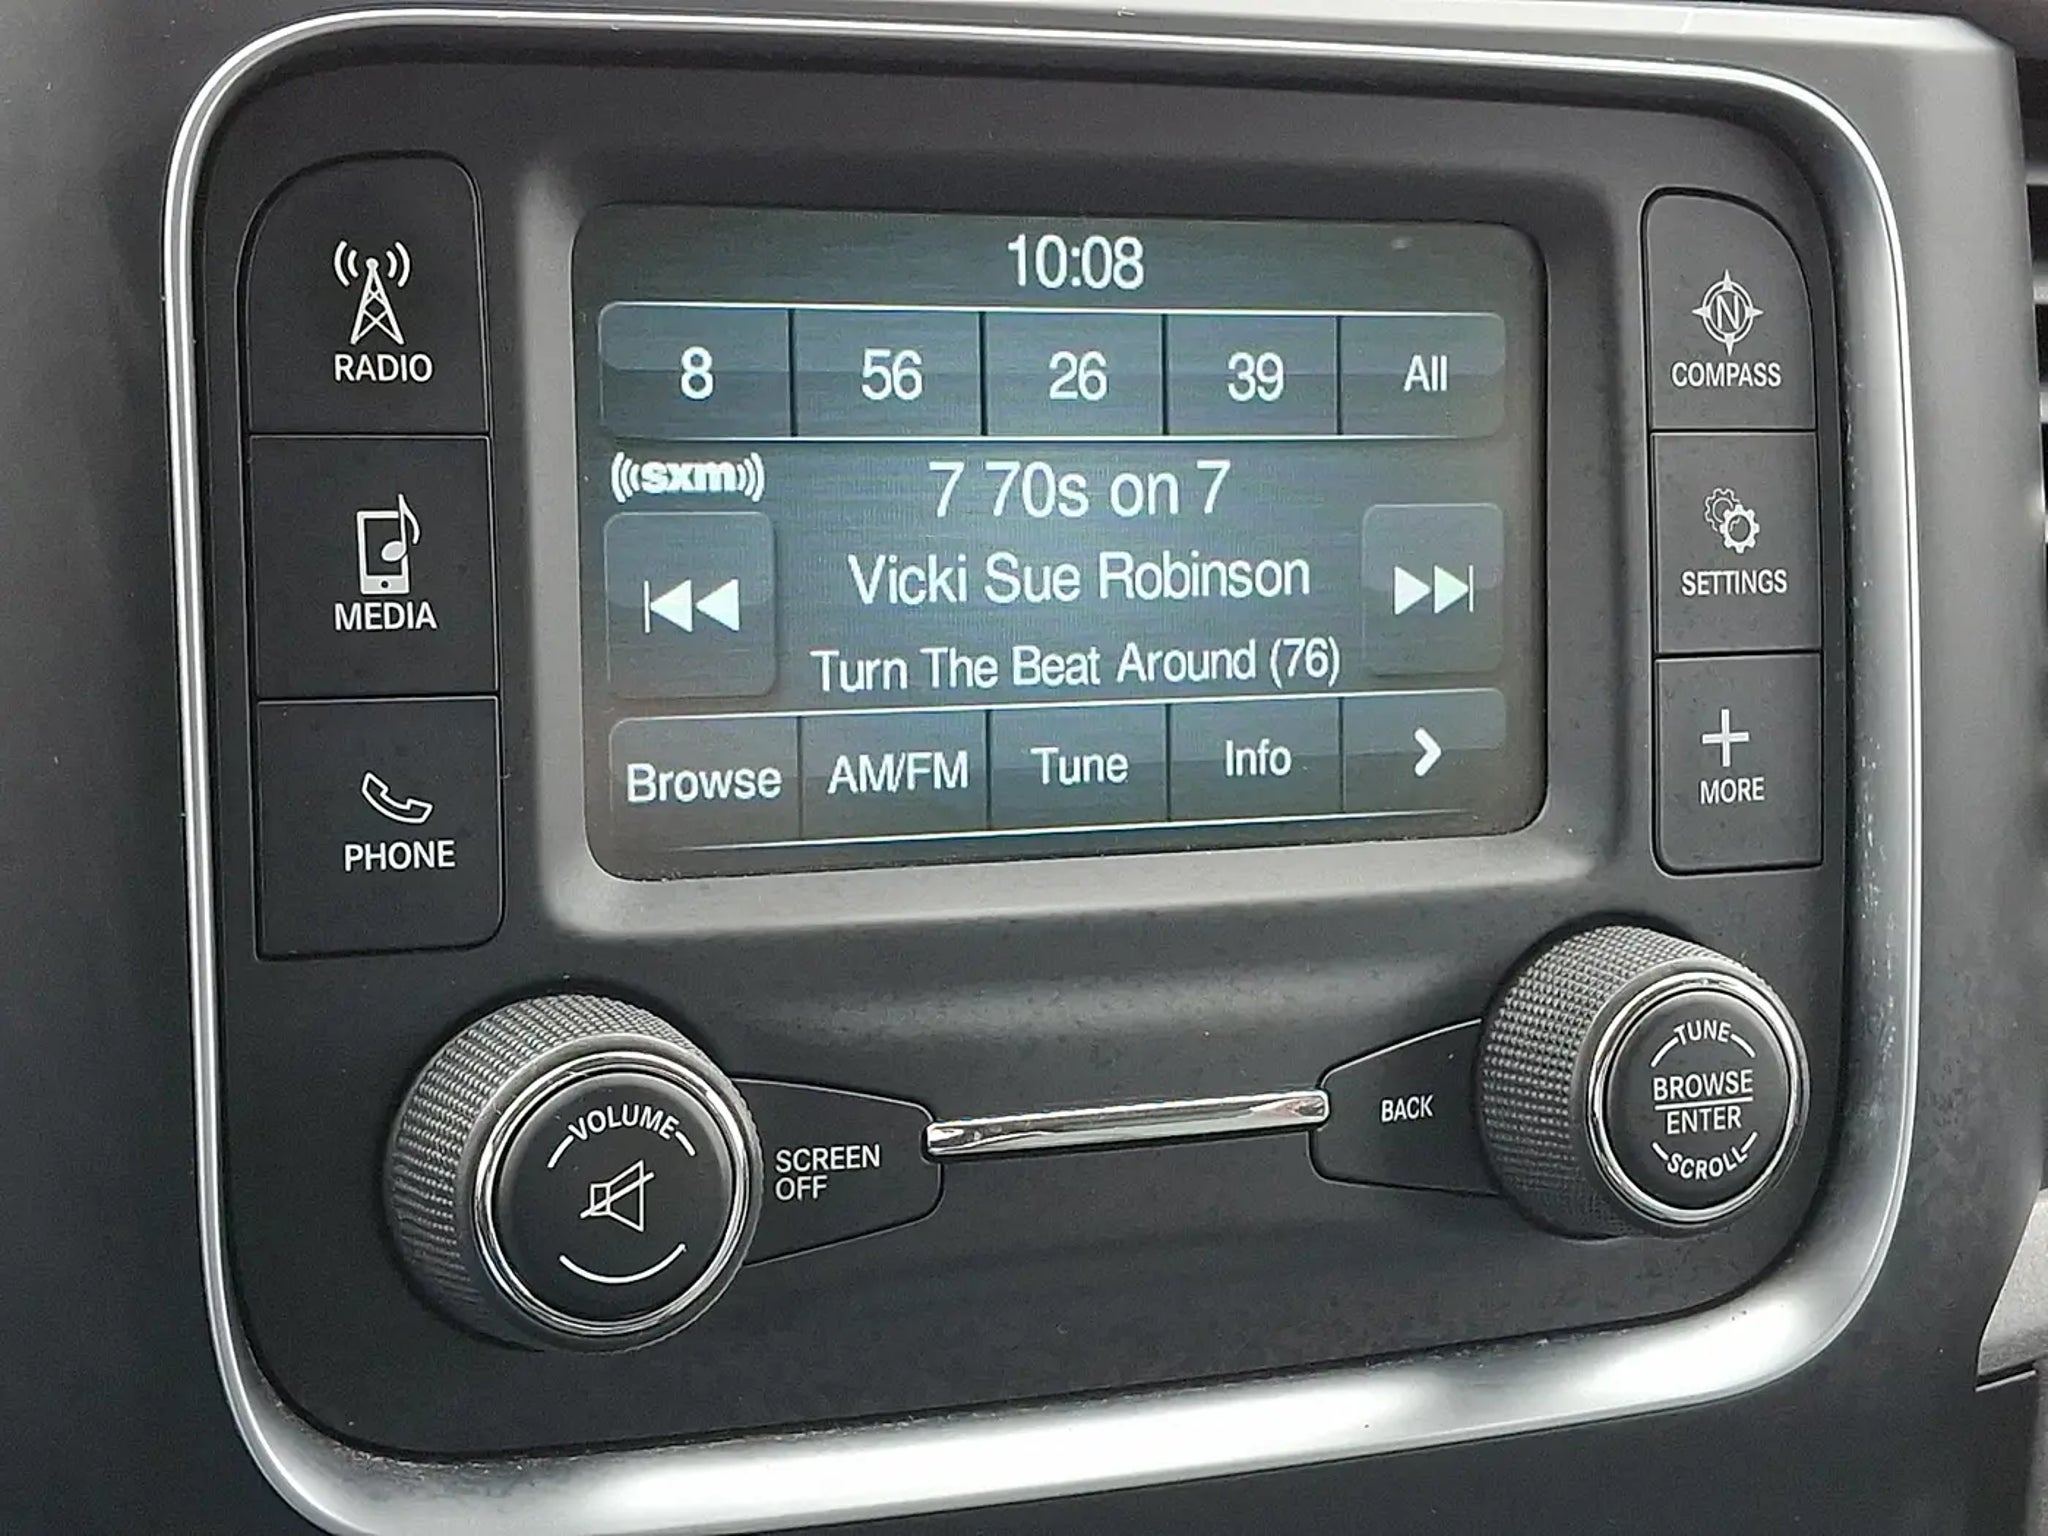 10:08
8 56 26 39 All
((sxm))
7 70s on 7
Vicki Sue Robinson
Turn The Beat Around (76)
Browse AM/FM Tune Info
RADIO
MEDIA
PHONE
N
COMPASS
SETTINGS
MORE
VOLUME
SCREEN
OFF
BACK
TUNE
BROWSE
ENTER
SCROLL